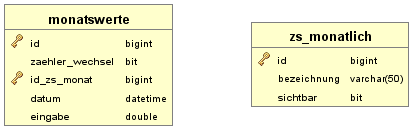 monatswerte
id bigint
zaehler_wechsel bit
id_zs_monat bigint
datum datetime
eingabe double
zs_monatlich
id bigint
bezeichnung varchar(50)
sichtbar bit